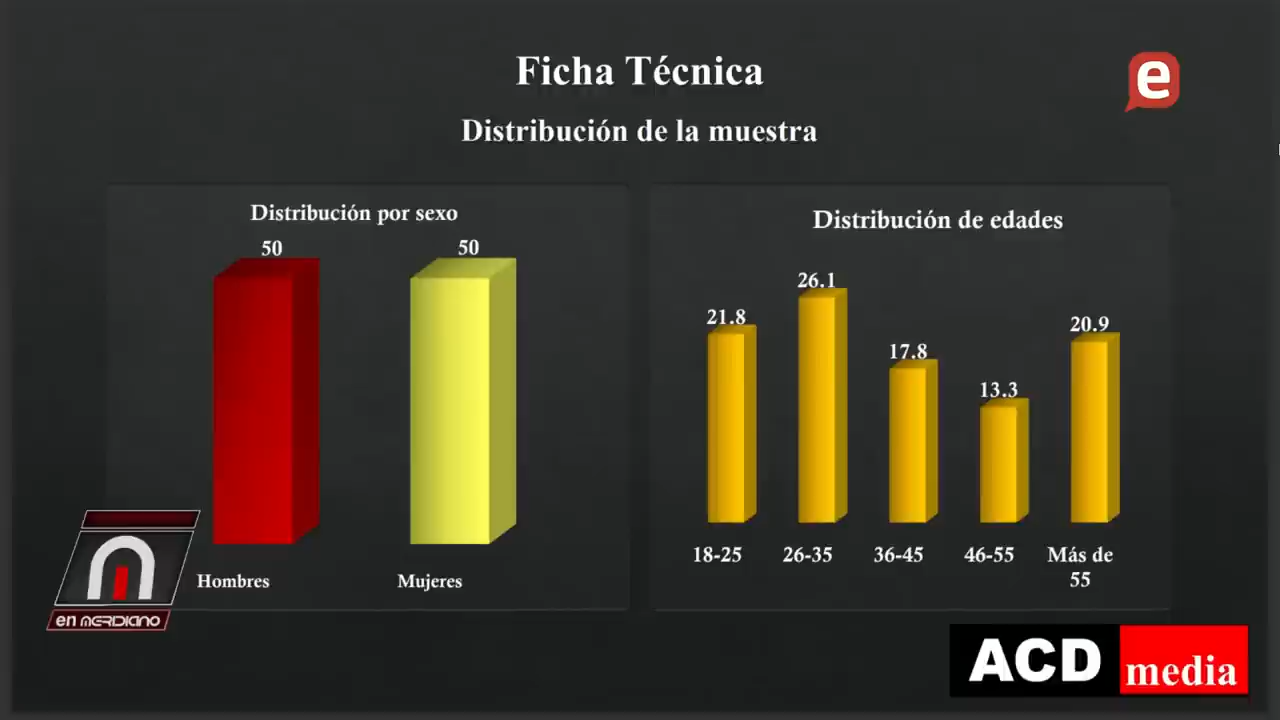 Ficha Técnica
e
Distribución de la muestra
Distribución por sexo
50
50
Hombres
Mujeres
Distribución de edades
21.8
26.1
17.8
13.3
20.9
18-25
26-35
36-45
46-55
Más de
55
en MERIDIANO
ACD media